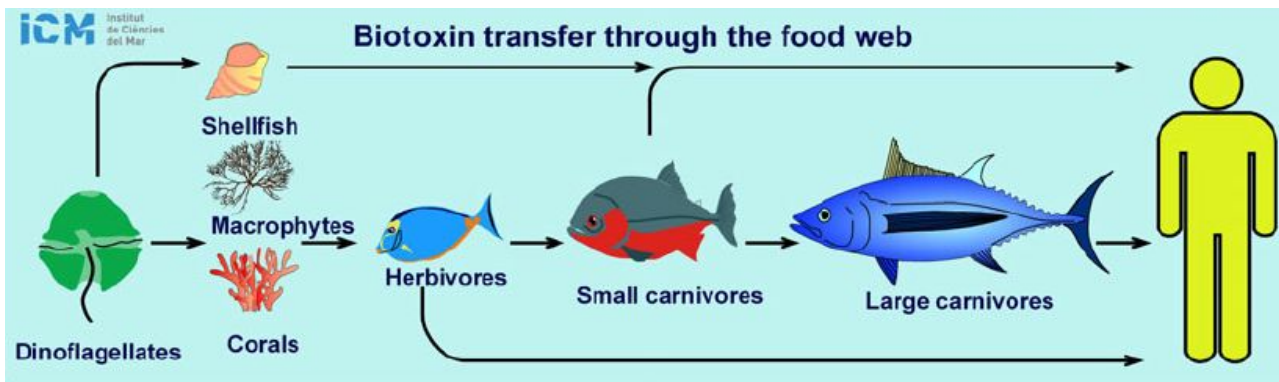 ICM
Institut
de Ciències
del Mar
Biotoxin transfer through the food web
Shellfish
Macrophytes
Herbivores
Small carnivores
Large carnivores
Corals
Dinoflagellates